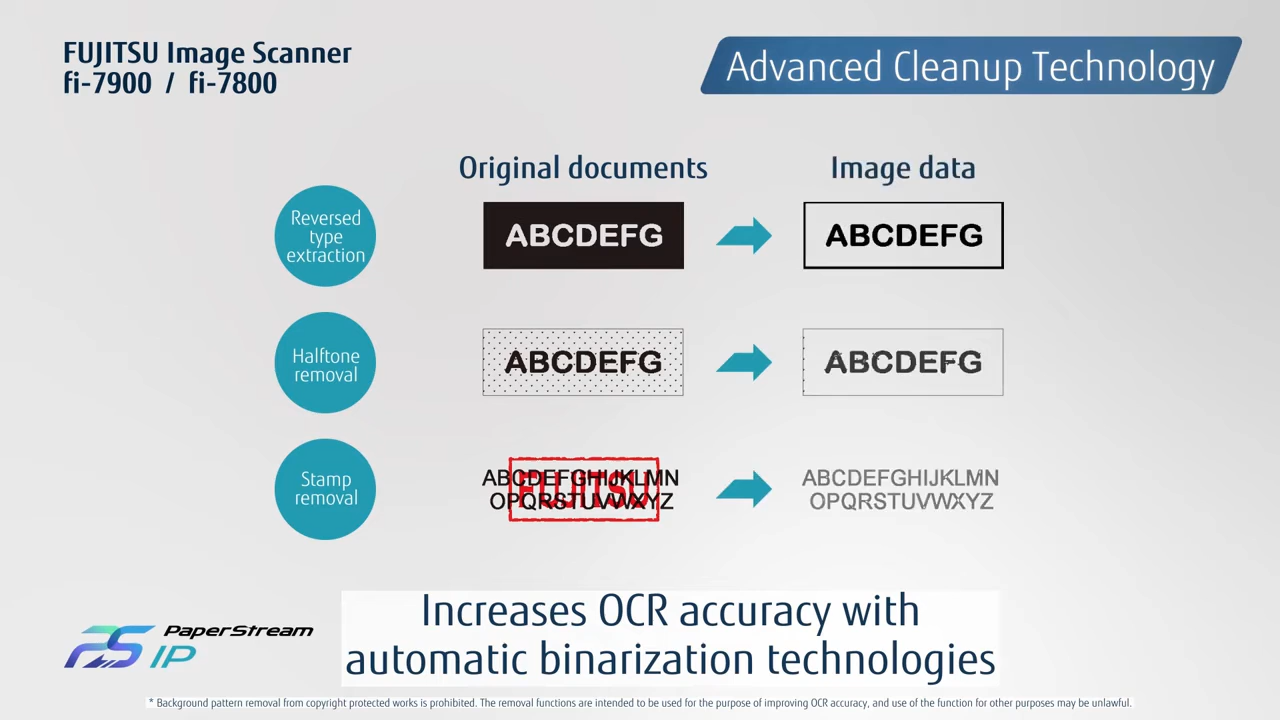 FUJITSU Image Scanner
fi-7900 / fi-7800
Advanced Cleanup Technology
Original documents
Image data
Reversed
type
extraction
ABCDEFG
ABCDEFG
Halftone
removal
ABCDEFG
ABCDEFG
Stamp
removal
ABCDEFGHIJKLMN
OPQRSTUVWXYZ
FUJITSU
ABCDEFGHIJKLMN
OPQRSTUVWXYZ
Increases OCR accuracy with
automatic binarization technologies
PS
PaperStream
IP
* Background pattern removal from copyright protected works is prohibited. The removal functions are intended to be used for the purpose of improving OCR accuracy, and use of the function for other purposes may be unlawful.